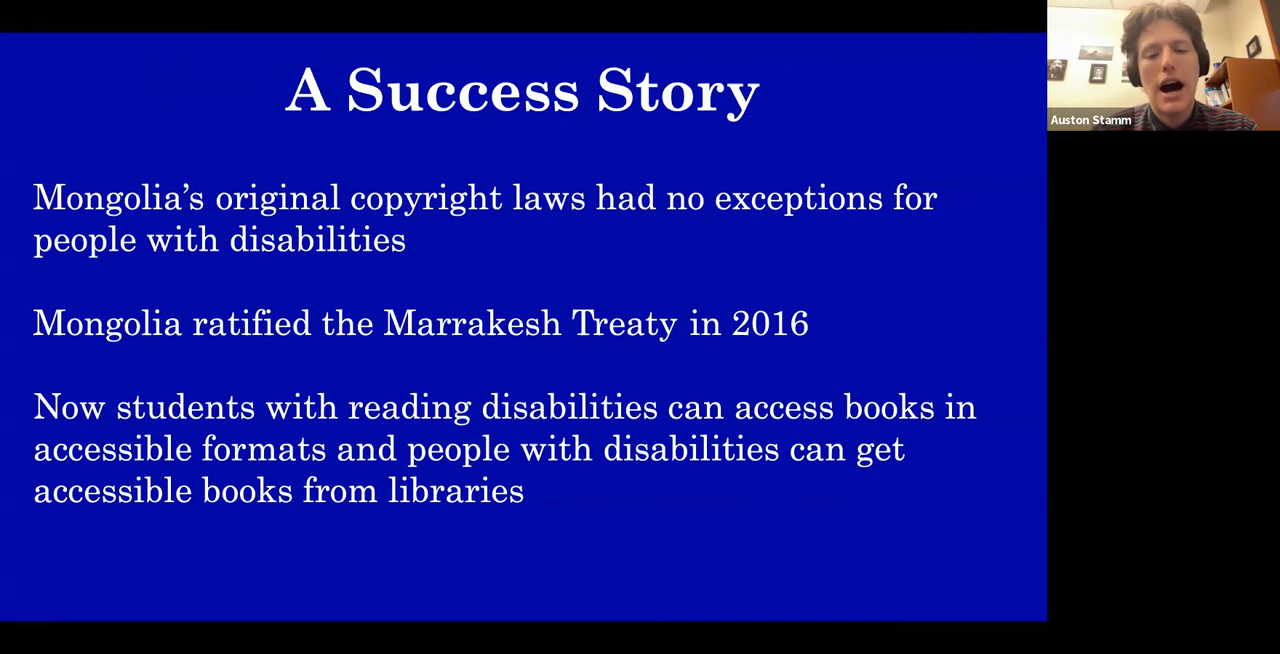 A Success Story
Mongolia’s original copyright laws had no exceptions for
people with disabilities
Mongolia ratified the Marrakesh Treaty in 2016
Now students with reading disabilities can access books in
accessible formats and people with disabilities can get
accessible books from libraries
Auston Stamm